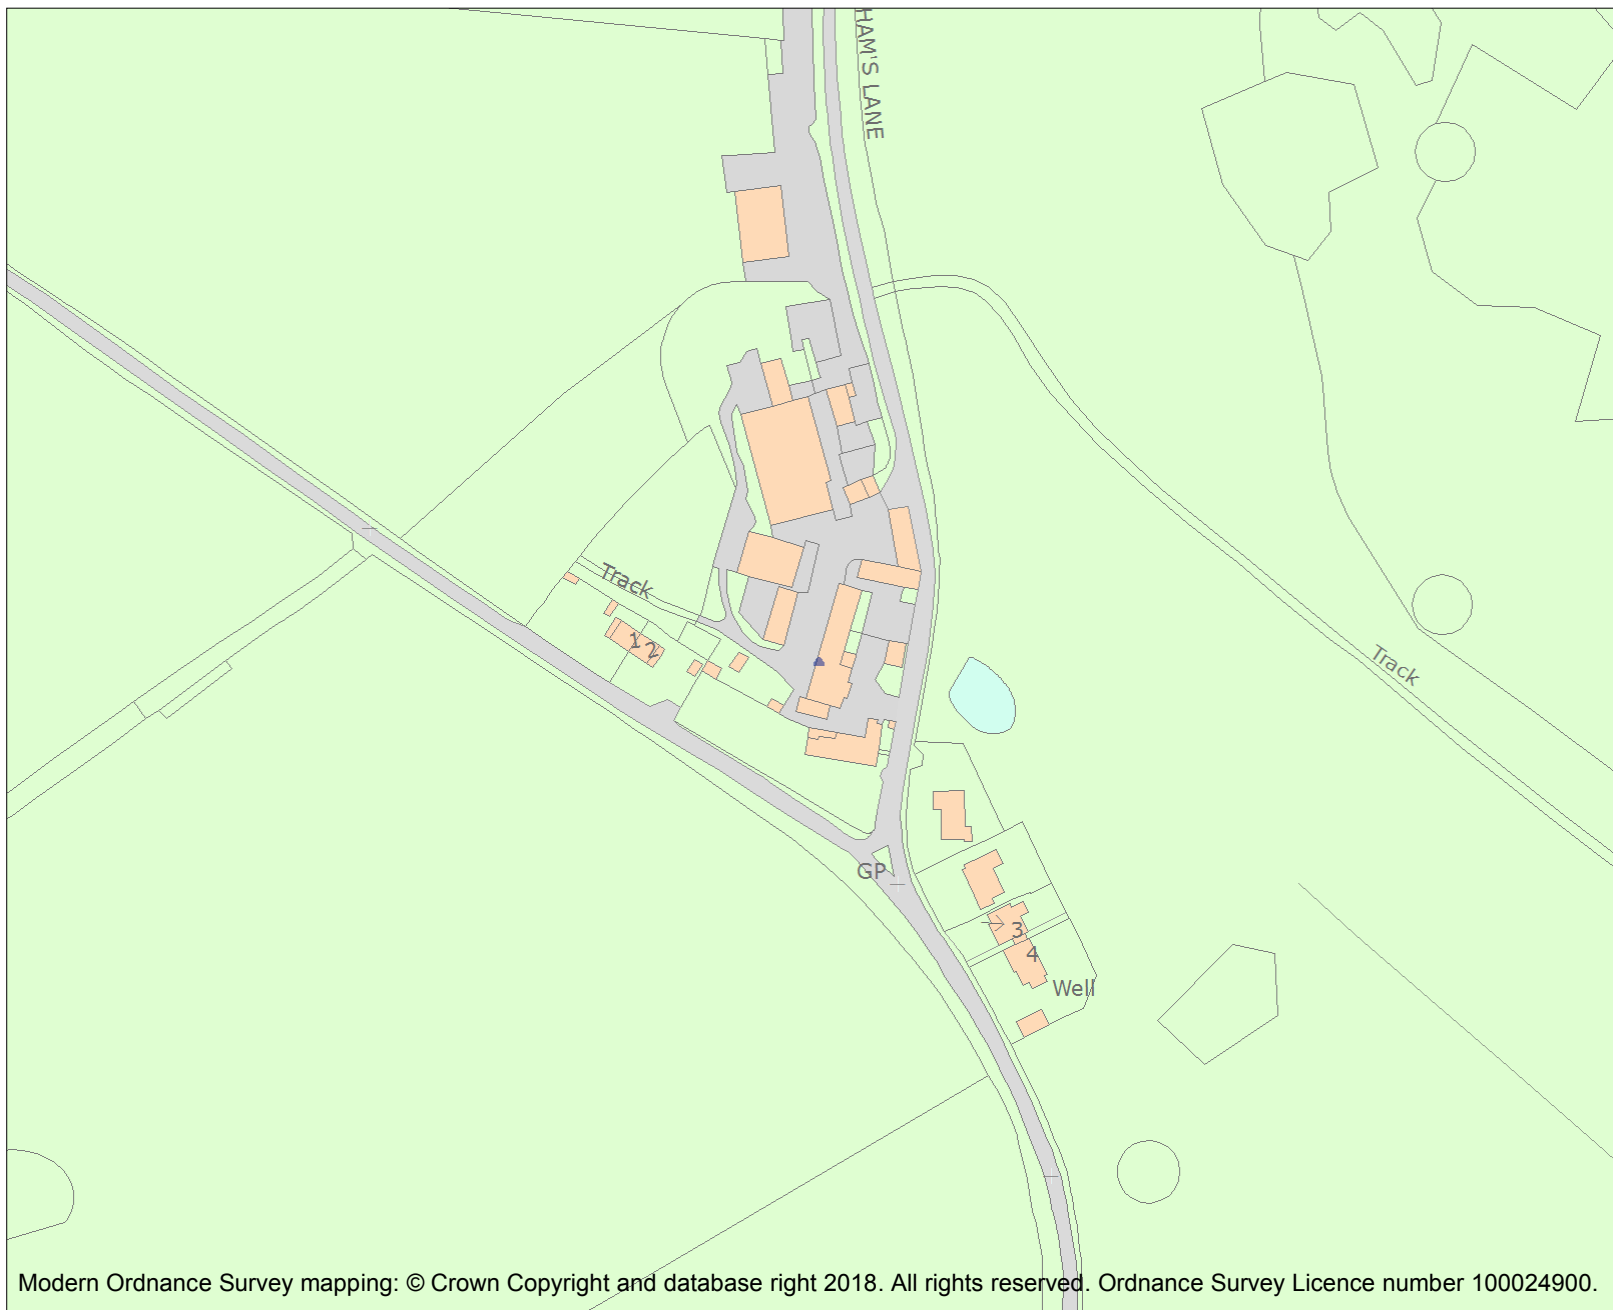 HAM'S LANE
Track
1
2
Track
GP
3
4
Well
Modern Ordnance Survey mapping: © Crown Copyright and database right 2018. All rights reserved. Ordnance Survey Licence number 100024900.